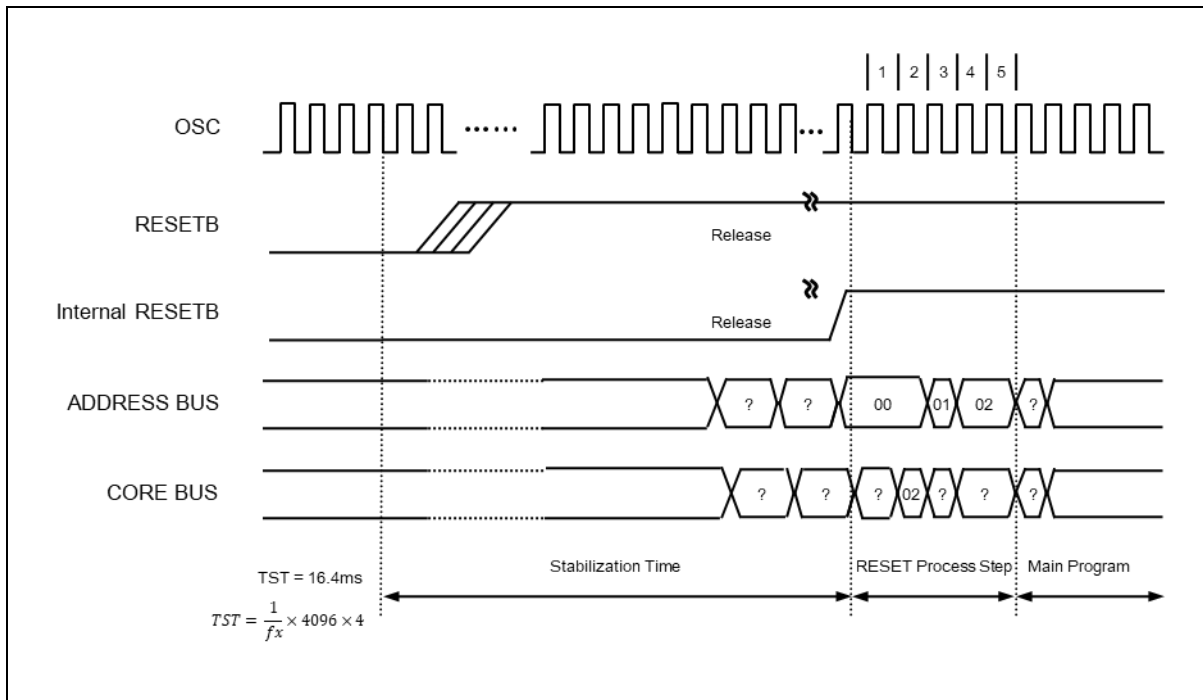 1 2 3 4 5
OSC
RESETB
Release
Internal RESETB
Release
ADDRESS BUS ? ? 00 01 02 ?
CORE BUS ? ? ? 02 ? ? ?
Stabilization Time RESET Process Step Main Program
TST = 16.4ms
TST = 1/fx × 4096 × 4